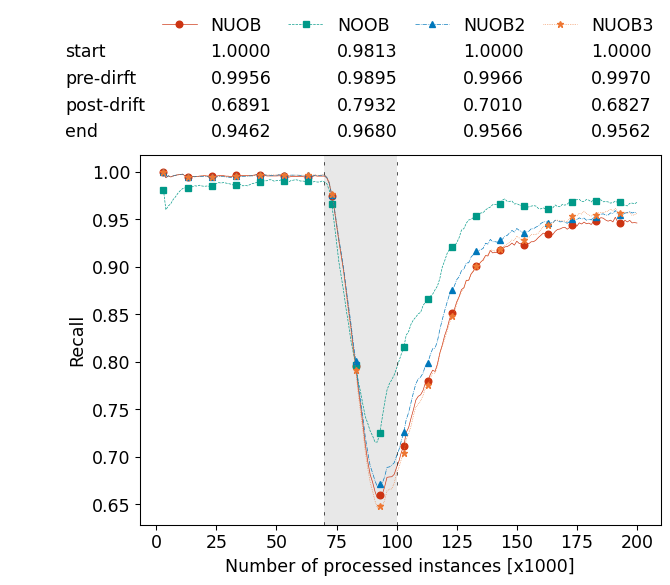 NUOB NOOB NUOB2 NUOB3
start 1.0000 0.9813 1.0000 1.0000
pre-dirft 0.9956 0.9895 0.9966 0.9970
post-drift 0.6891 0.7932 0.7010 0.6827
end 0.9462 0.9680 0.9566 0.9562
1.00
0.95
0.90
0.85
0.80
0.75
0.70
0.65
Recall
0 25 50 75 100 125 150 175 200
Number of processed instances [x1000]